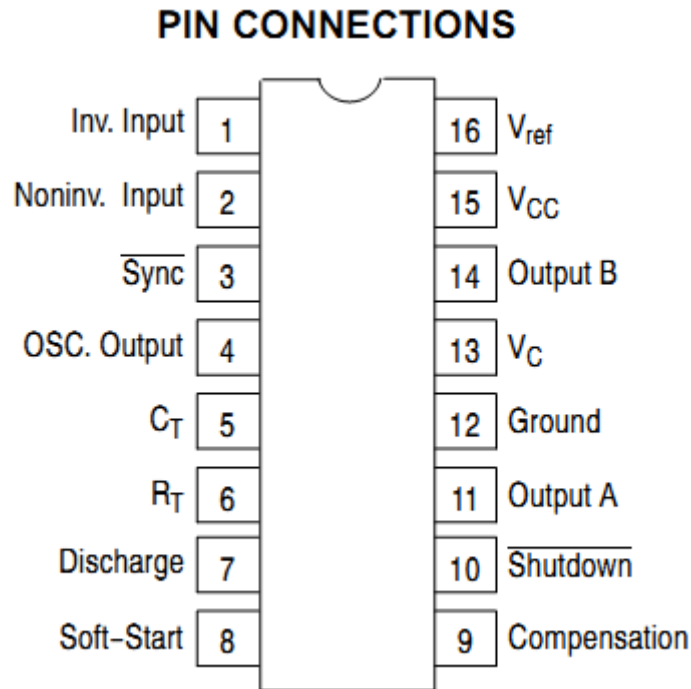 PIN CONNECTIONS
Inv. Input 1 16 Vref
Noninv. Input 2 15 VCC
Sync 3 14 Output B
OSC. Output 4 13 VC
CT 5 12 Ground
RT 6 11 Output A
Discharge 7 10 Shutdown
Soft-Start 8 9 Compensation